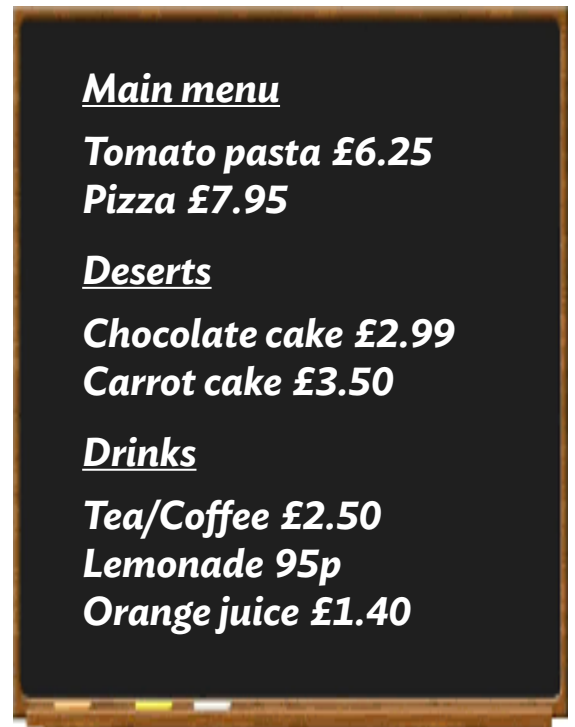 Main menu
Tomato pasta £6.25
Pizza £7.95
Deserts
Chocolate cake £2.99
Carrot cake £3.50
Drinks
Tea/Coffee £2.50
Lemonade 95p
Orange juice £1.40